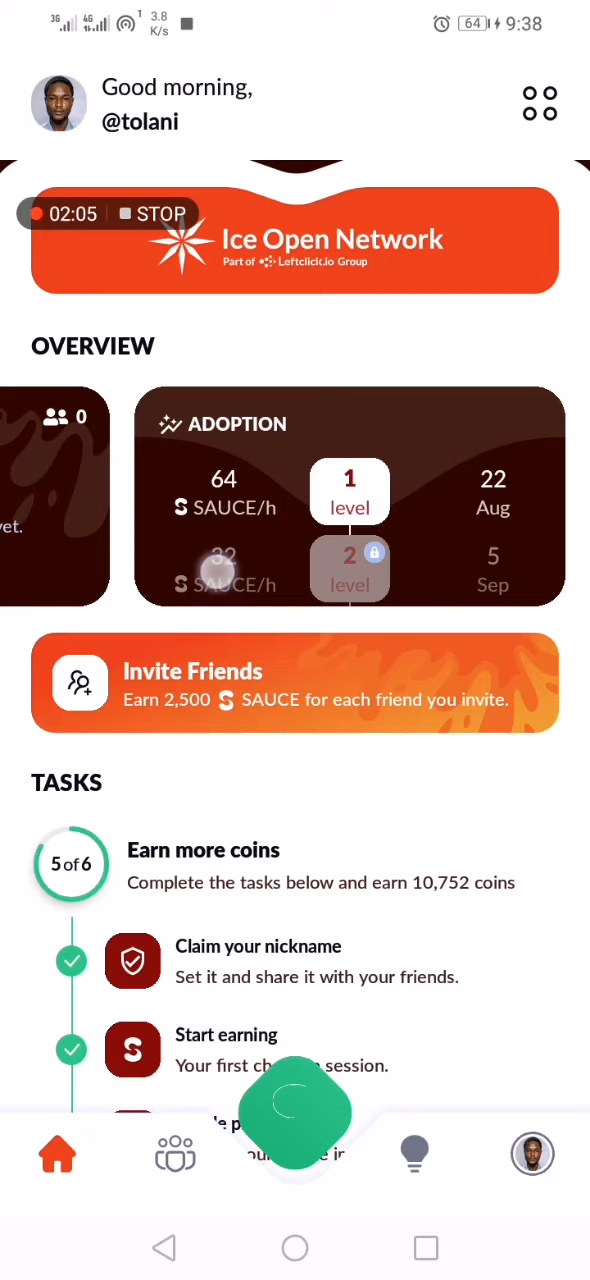 3G 4G 1 3.8 K/s 64 9:38
Good morning,
@tolani
02:05 STOP
Ice Open Network
Part of Leftclick.io Group
OVERVIEW
0
ADOPTION
64 1 22
SAUCE/h level Aug
yet.
32 2 5
SAUCE/h level Sep
Invite Friends
Earn 2,500 SAUCE for each friend you invite.
TASKS
5 of 6
Earn more coins
Complete the tasks below and earn 10,752 coins
Claim your nickname
Set it and share it with your friends.
Start earning
Your first session.